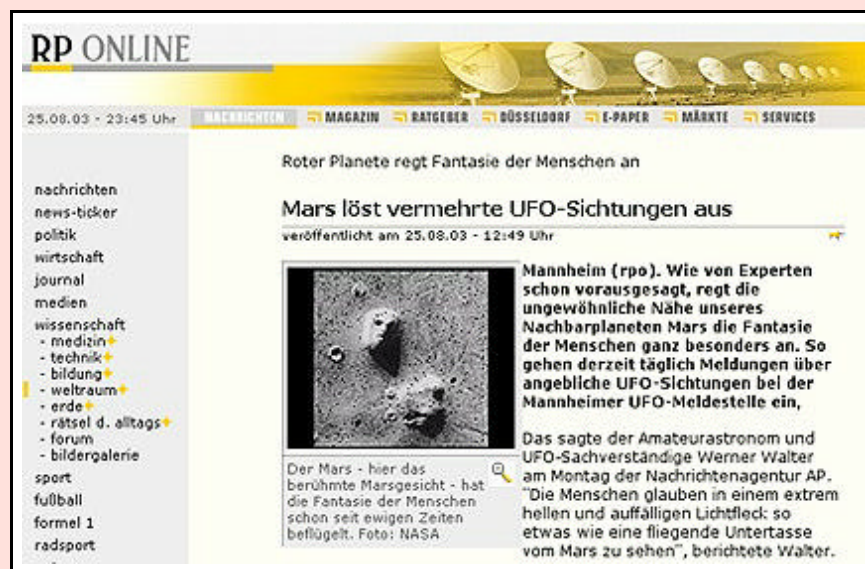 RP ONLINE
25.08.03 - 23:45 Uhr
NACHRICHTEN
MAGAZIN
RATGEBER
DÜSSELDORF
E-PAPER
MÄRKTE
SERVICES
nachrichten
news-ticker
politik
wirtschaft
journal
medien
wissenschaft
- medizin
- technik
- bildung
- weltraum
- erde
- rätsel d. alltags
- forum
- bildergalerie
sport
fußball
formel 1
radsport
Roter Planete regt Fantasie der Menschen an
Mars löst vermehrte UFO-Sichtungen aus
veröffentlicht am 25.08.03 - 12:49 Uhr
Mannheim (rpo). Wie von Experten
schon vorausgesagt, regt die
ungewöhnliche Nähe unseres
Nachbarplaneten Mars die Fantasie
der Menschen ganz besonders an. So
gehen derzeit täglich Meldungen über
angebliche UFO-Sichtungen bei der
Mannheimer UFO-Meldestelle ein,
Der Mars - hier das
berühmte Marsgesicht - hat
die Fantasie der Menschen
schon seit ewigen Zeiten
beflügelt. Foto: NASA
Das sagte der Amateurastronom und
UFO-Sachverständige Werner Walter
am Montag der Nachrichtenagentur AP.
"Die Menschen glauben in einem extrem
hellen und auffälligen Lichtfleck so
etwas wie eine fliegende Untertasse
vom Mars zu sehen", berichtete Walter.